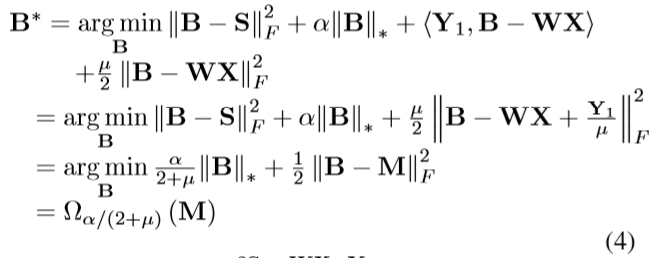 B* = arg min_B ‖B − S‖²_F + α‖B‖_* + ⟨Y₁, B − WX⟩
+ μ/2 ‖B − WX‖²_F
= arg min_B ‖B − S‖²_F + α‖B‖_* + μ/2 ‖B − WX + Y₁/μ‖²_F
= arg min_B α/(2+μ) ‖B‖_* + 1/2 ‖B − M‖²_F
= Ω_{α/(2+μ)} (M)
(4)